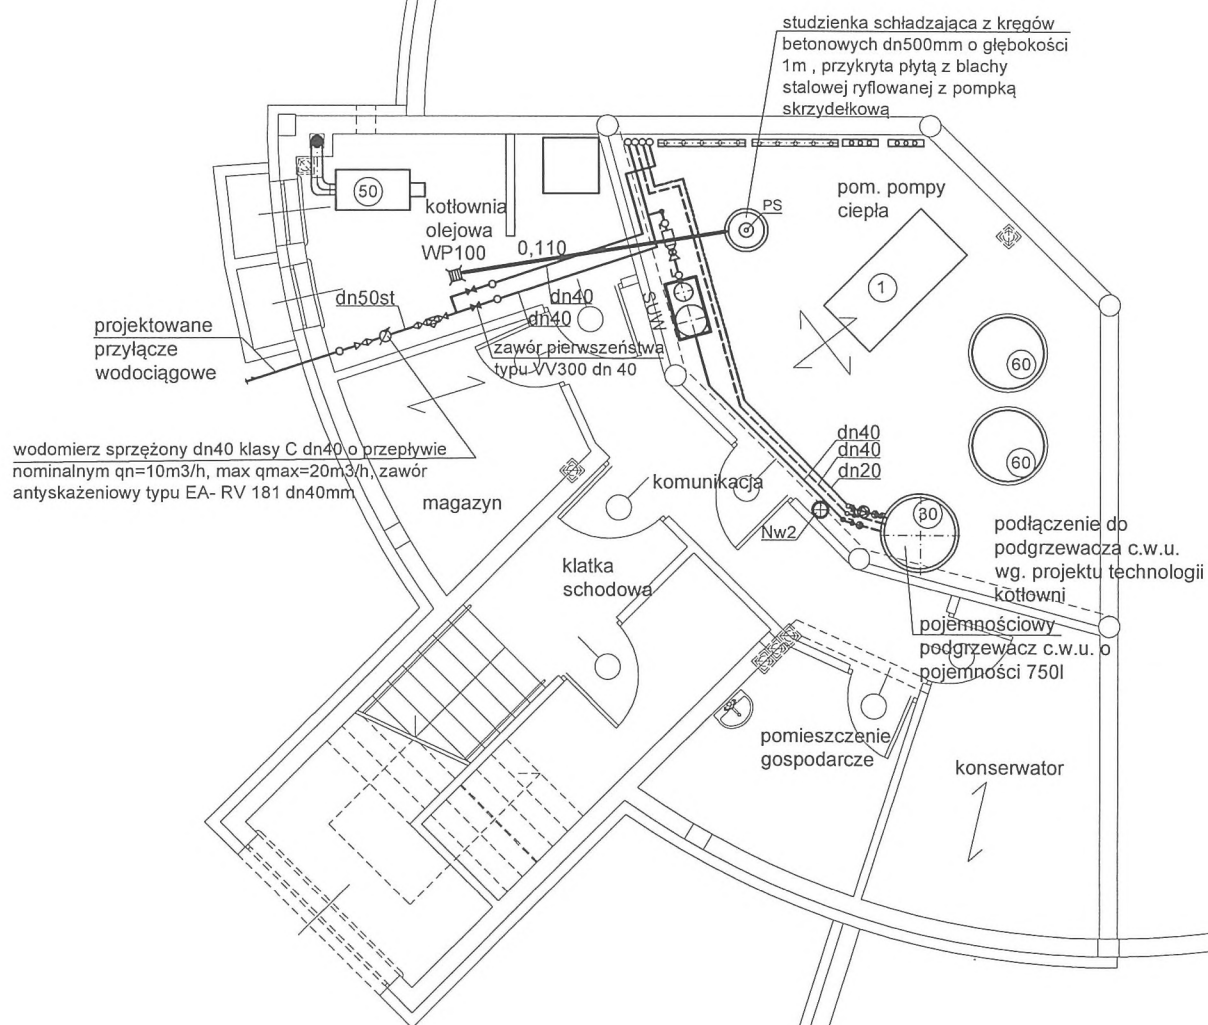 studzienka schładzająca z kręgów
betonowych dn500mm o głębokości
1m , przykryta płytą z blachy
stalowej ryflowanej z pompką
skrzydełkową
50
kotłownia
olejowa
WP100
0,110
PS
pom. pompy
ciepła
1
dn50st
dn40
dn40
SUW
projektowane
przyłącze
wodociągowe
zawór pierwszeństwa
typu VV300 dn 40
60
60
wodomierz sprzężony dn40 klasy C dn40 o przepływie
nominalnym qn=10m3/h, max qmax=20m3/h, zawór
antyskażeniowy typu EA- RV 181 dn40mm
magazyn
komunikacja
dn40
dn40
dn20
Nw2
30
podłączenie do
podgrzewacza c.w.u.
wg. projektu technologii
kotłowni
klatka
schodowa
pojemnościowy
podgrzewacz c.w.u. o
pojemności 750l
pomieszczenie
gospodarcze
konserwator